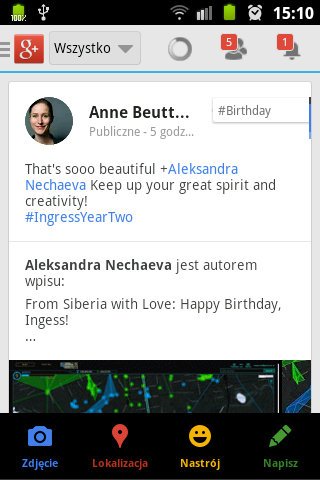 100%
15:10
g+
Wszystko
5
1
Anne Beutt...
#Birthday
Publiczne - 5 godz...
That's sooo beautiful +Aleksandra
Nechaeva Keep up your great spirit and
creativity!
#IngressYearTwo
Aleksandra Nechaeva jest autorem
wpisu:
From Siberia with Love: Happy Birthday,
Ingess!
...
Zdjęcie
Lokalizacja
Nastrój
Napisz